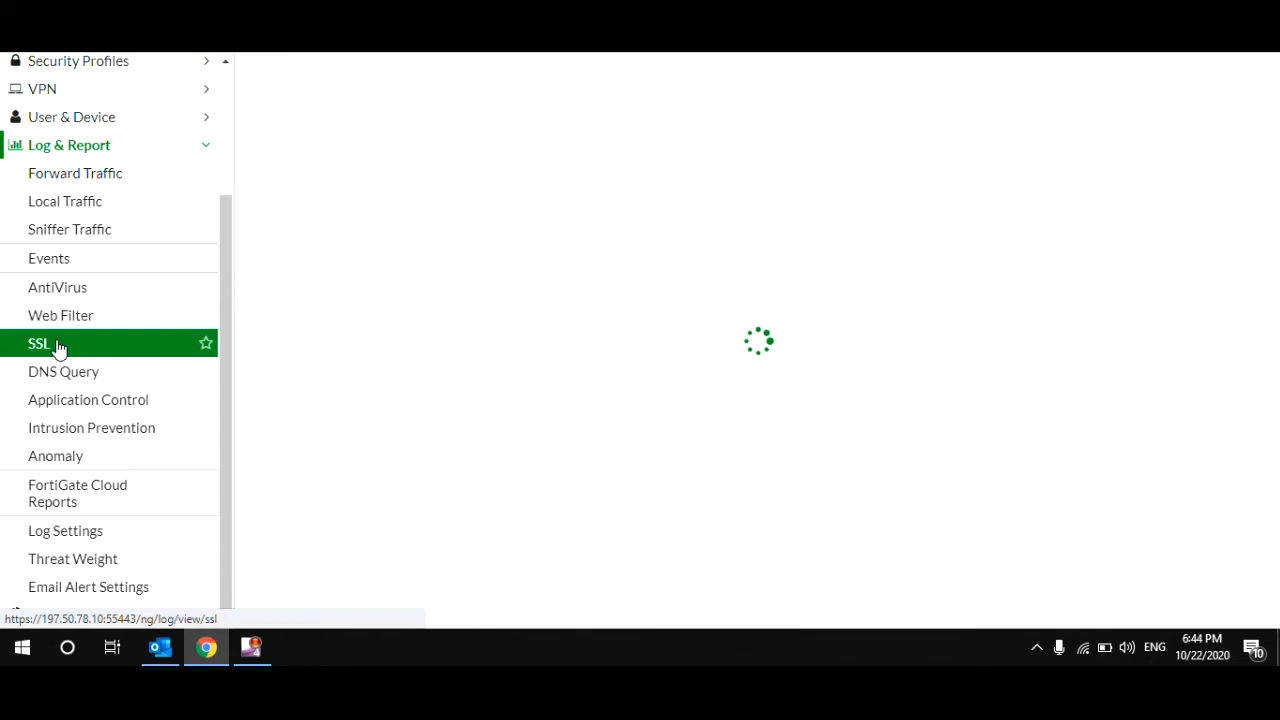 Security Profiles
VPN
User & Device
Log & Report
Forward Traffic
Local Traffic
Sniffer Traffic
Events
AntiVirus
Web Filter
SSL
DNS Query
Application Control
Intrusion Prevention
Anomaly
FortiGate Cloud
Reports
Log Settings
Threat Weight
Email Alert Settings
https://197.50.78.10:55443/ng/log/view/ssl
ENG
6:44 PM
10/22/2020
10